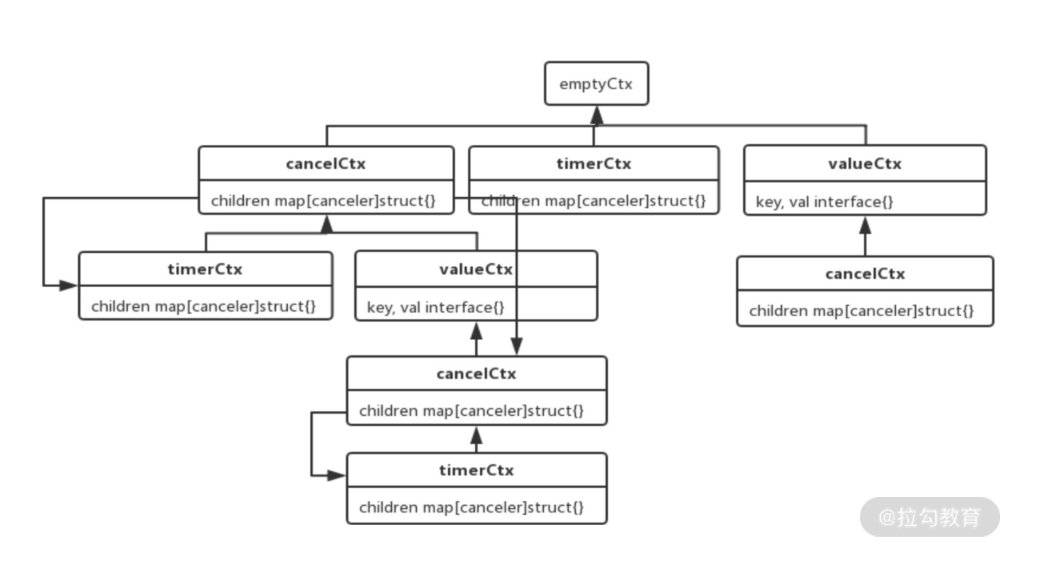 emptyCtx
cancelCtx
children map[canceler]struct{}
timerCtx
children map[canceler]struct{}
valueCtx
key, val interface{}
timerCtx
children map[canceler]struct{}
valueCtx
key, val interface{}
cancelCtx
children map[canceler]struct{}
cancelCtx
children map[canceler]struct{}
timerCtx
children map[canceler]struct{}
@拉勾教育